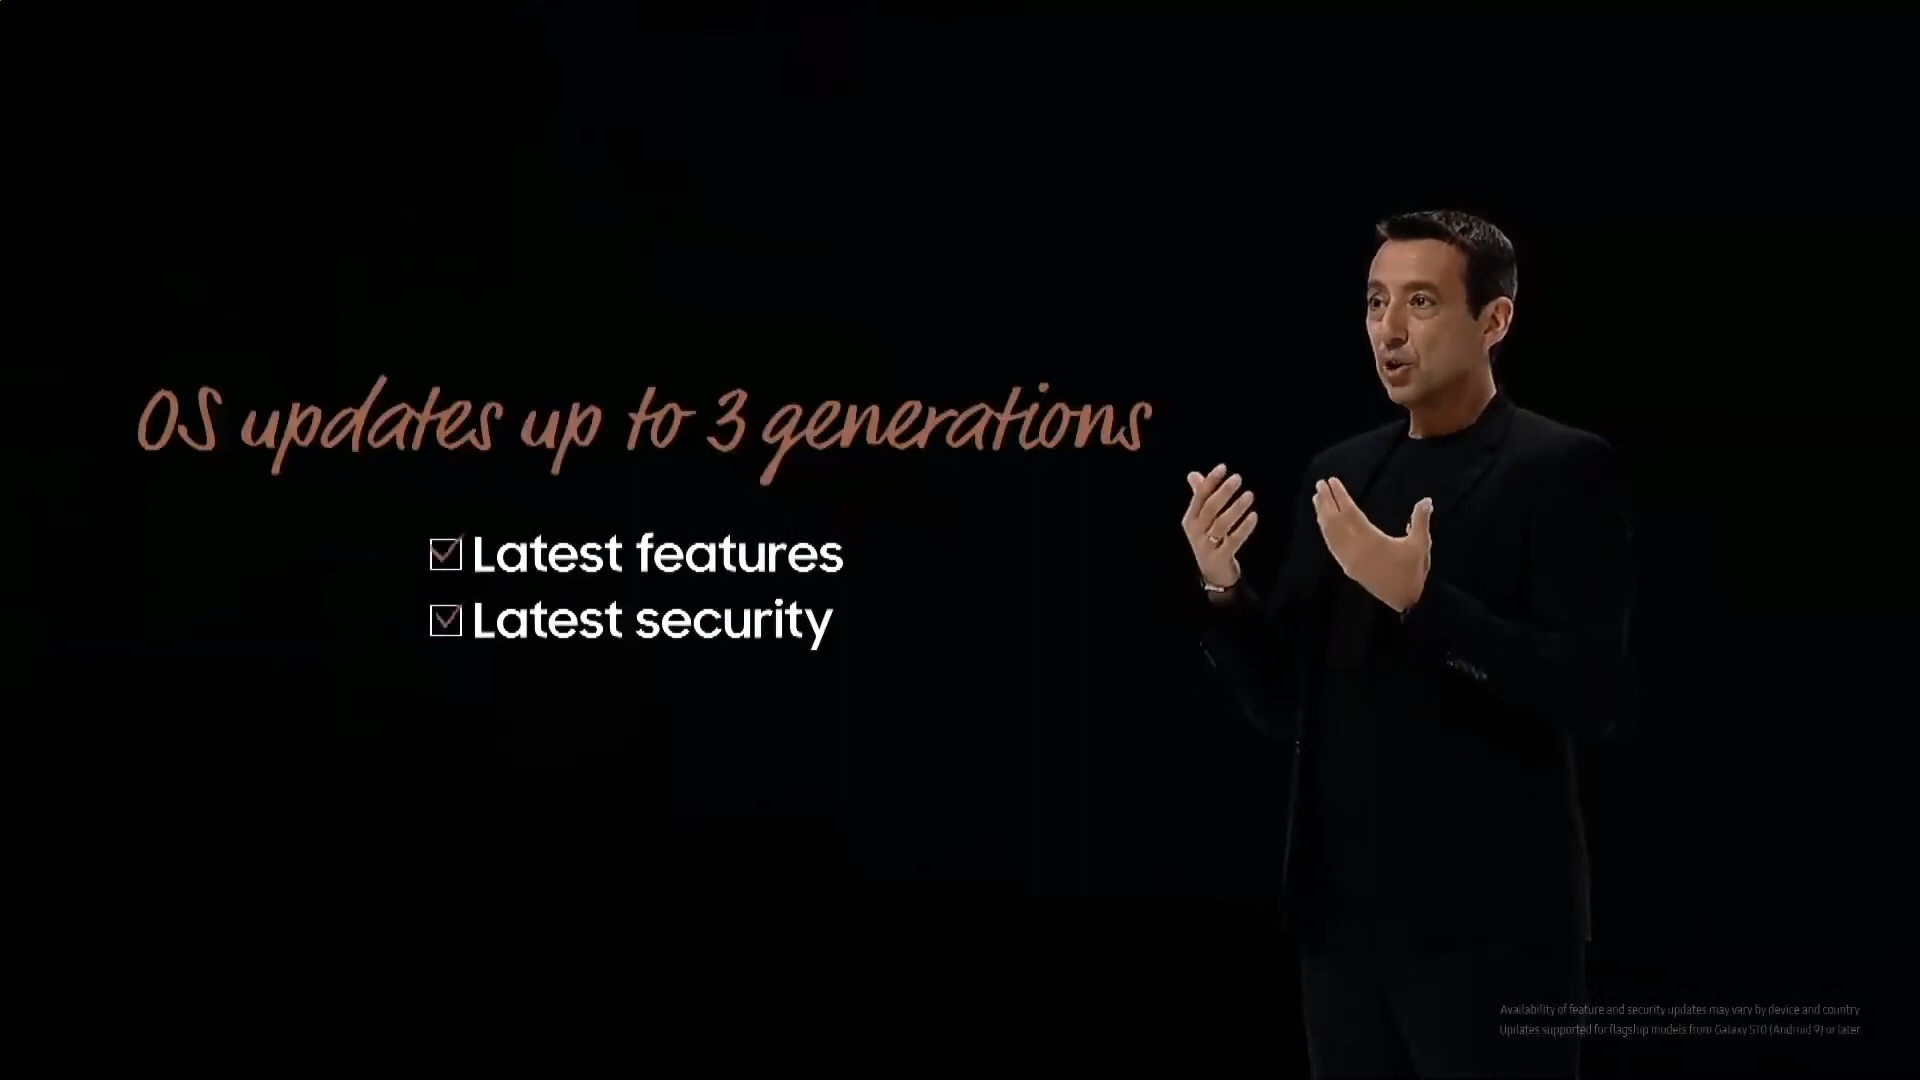 OS updates up to 3 generations
Latest features
Latest security
Availability of feature and security updates may vary by device and country
Updates supported for flagship models from Galaxy S10 (Android 9) or later